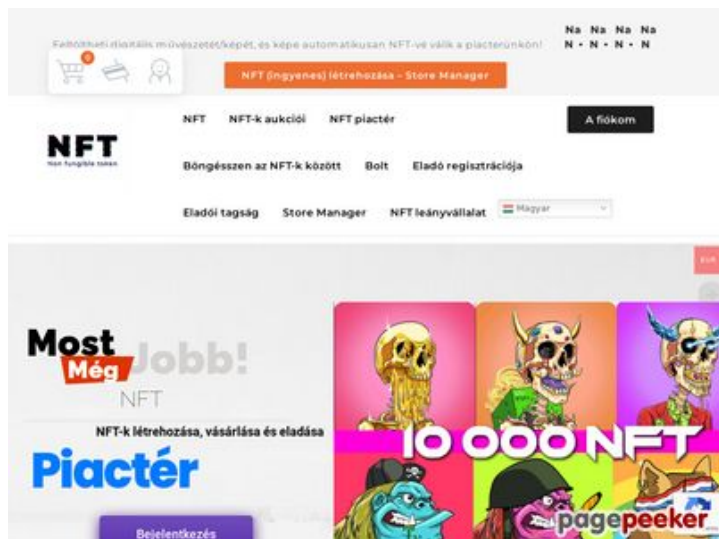 Na Na Na Na
Feltöltheti digitális művészetét/képét, és képe automatikusan NFT-vé válik a piacterünkön!
N • N • N • N
0
NFT (ingyenes) létrehozása – Store Manager
NFT NFT-k aukciói NFT piactér
A fiókom
NFT
Non fungible token
Böngésszen az NFT-k között Bolt Eladó regisztrációja
Eladói tagság Store Manager NFT leányvállalat Magyar
EUR
Most
Még Jobb!
NFT
NFT-k létrehozása, vásárlása és eladása
10 000 NFT
Piactér
Bejelentkezés
pagepeeker